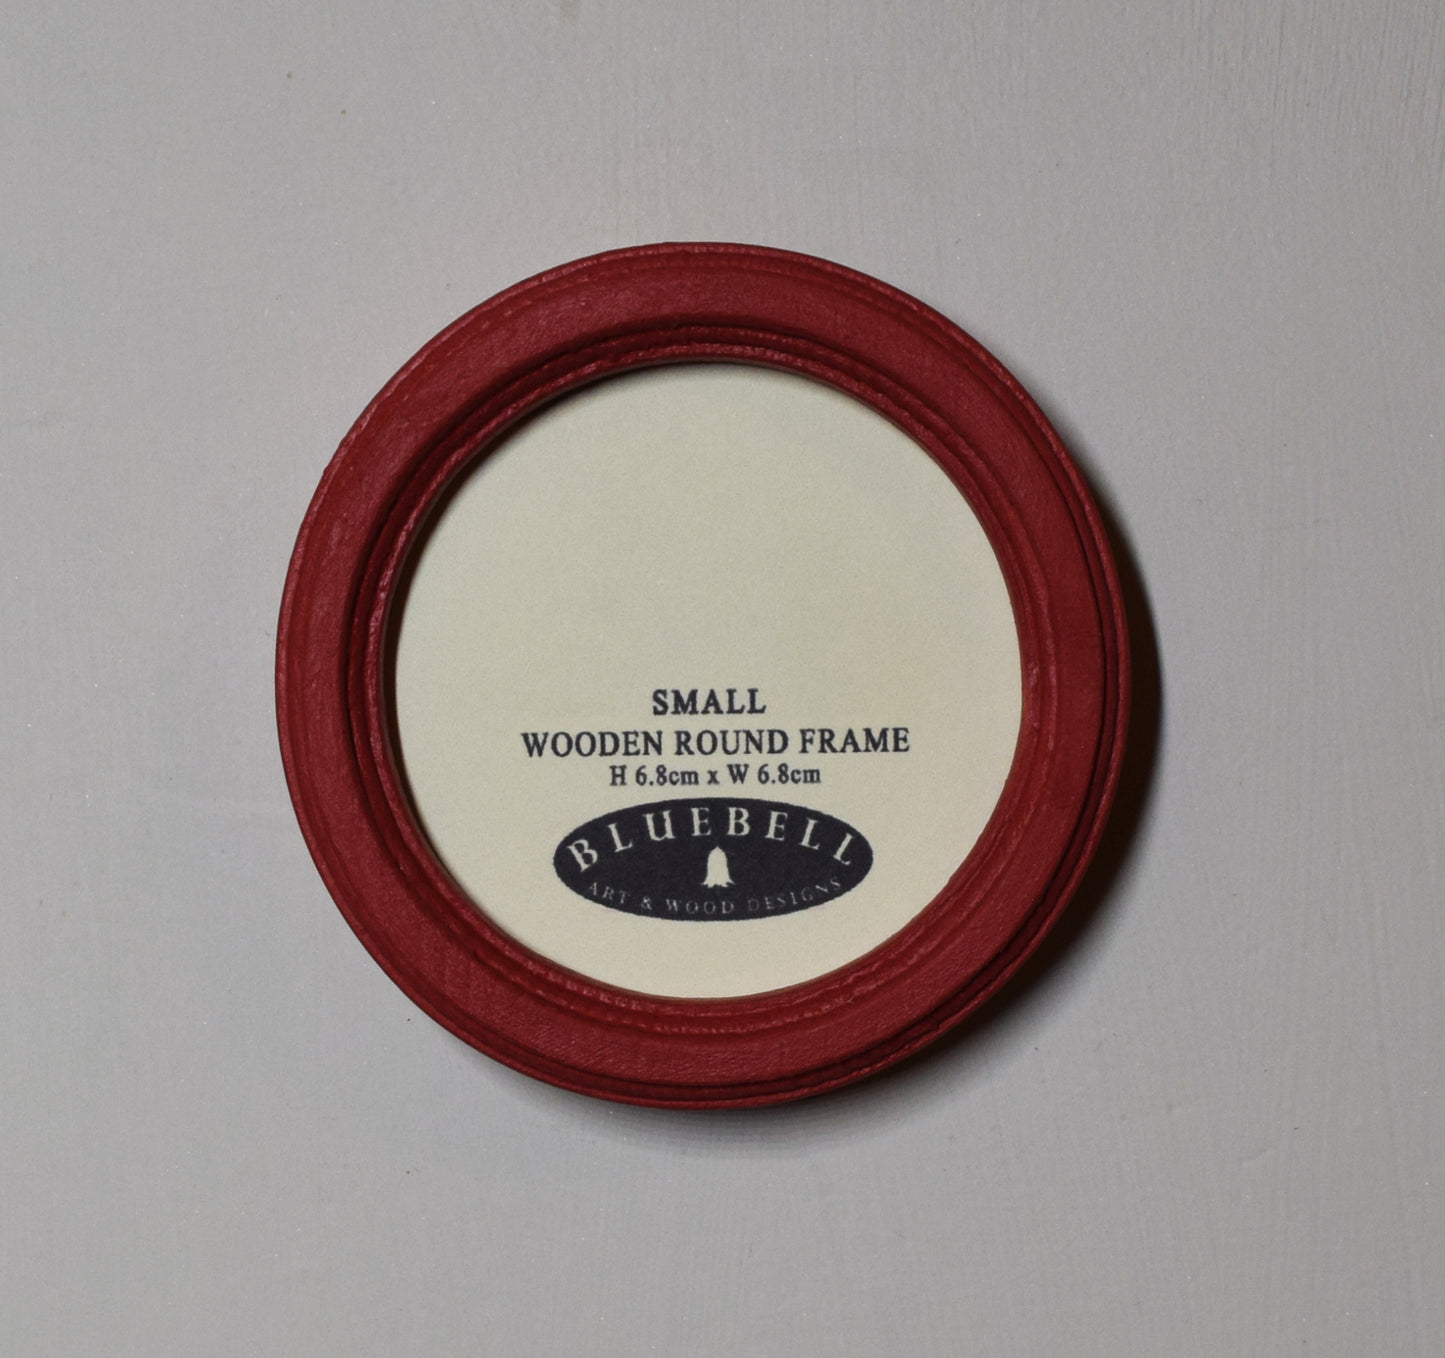 SMALL
WOODEN ROUND FRAME
H 6.8cm x W 6.8cm
BLUEBELL
ART & WOOD DESIGNS